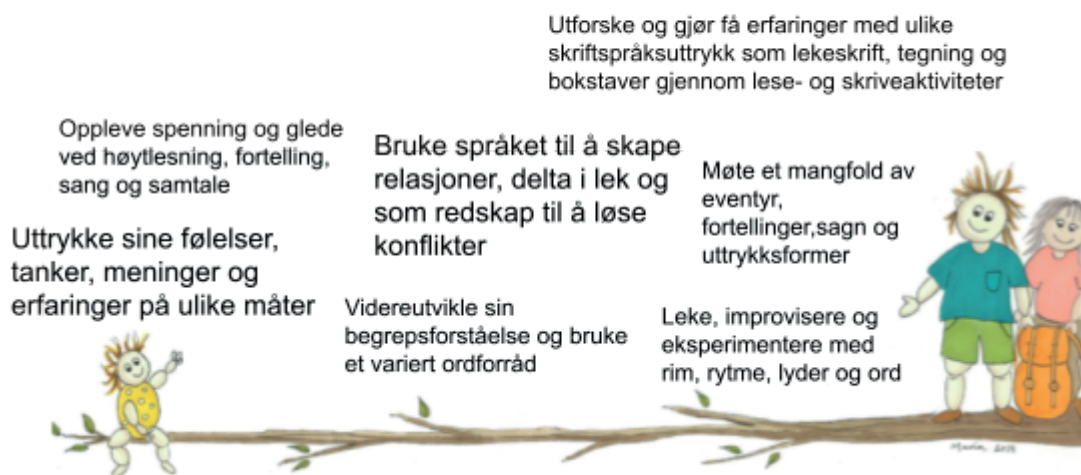 Utforske og gjør få erfaringer med ulike
skriftspråksuttrykk som lekeskrift, tegning og
bokstaver gjennom lese- og skriveaktiviteter
Oppleve spenning og glede
ved høytlesning, fortelling,
sang og samtale
Bruke språket til å skape
relasjoner, delta i lek og
som redskap til å løse
konflikter
Møte et mangfold av
eventyr,
fortellinger,sagn og
uttrykksformer
Uttrykke sine følelser,
tanker, meninger og
erfaringer på ulike måter
Videreutvikle sin
begrepsforståelse og bruke
et variert ordforråd
Leke, improvisere og
eksperimentere med
rim, rytme, lyder og ord